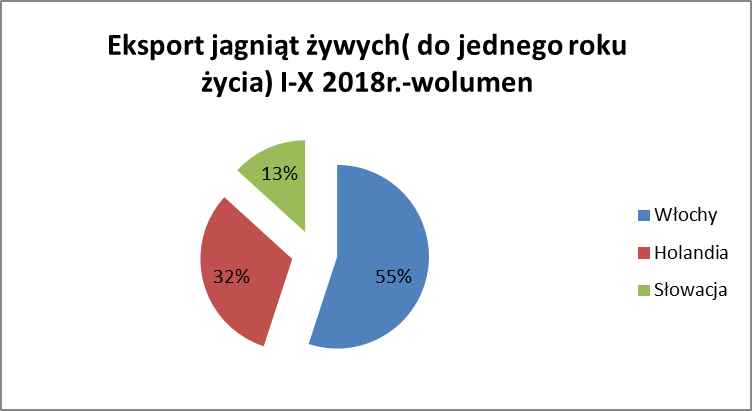 Eksport jagniąt żywych( do jednego roku
życia) I-X 2018r.-wolumen
13%
32%
55%
Włochy
Holandia
Słowacja